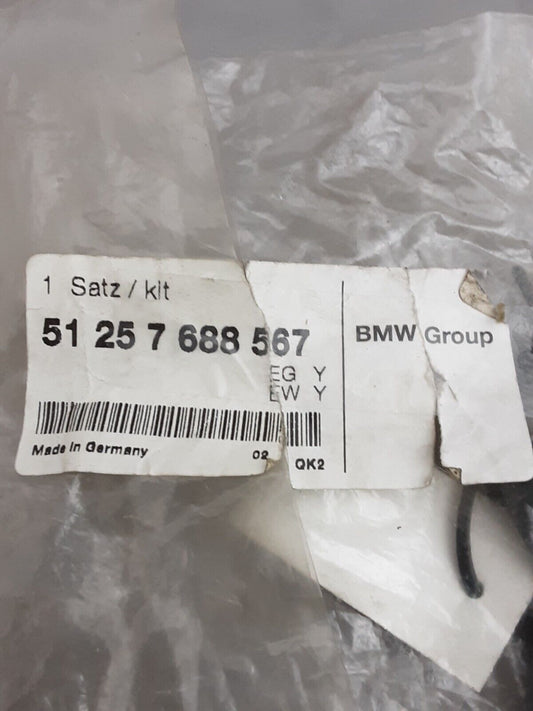 1 Satz / kit
51 25 7 688 567
EG Y
EW Y
Made in Germany 02 QK2
BMW Group